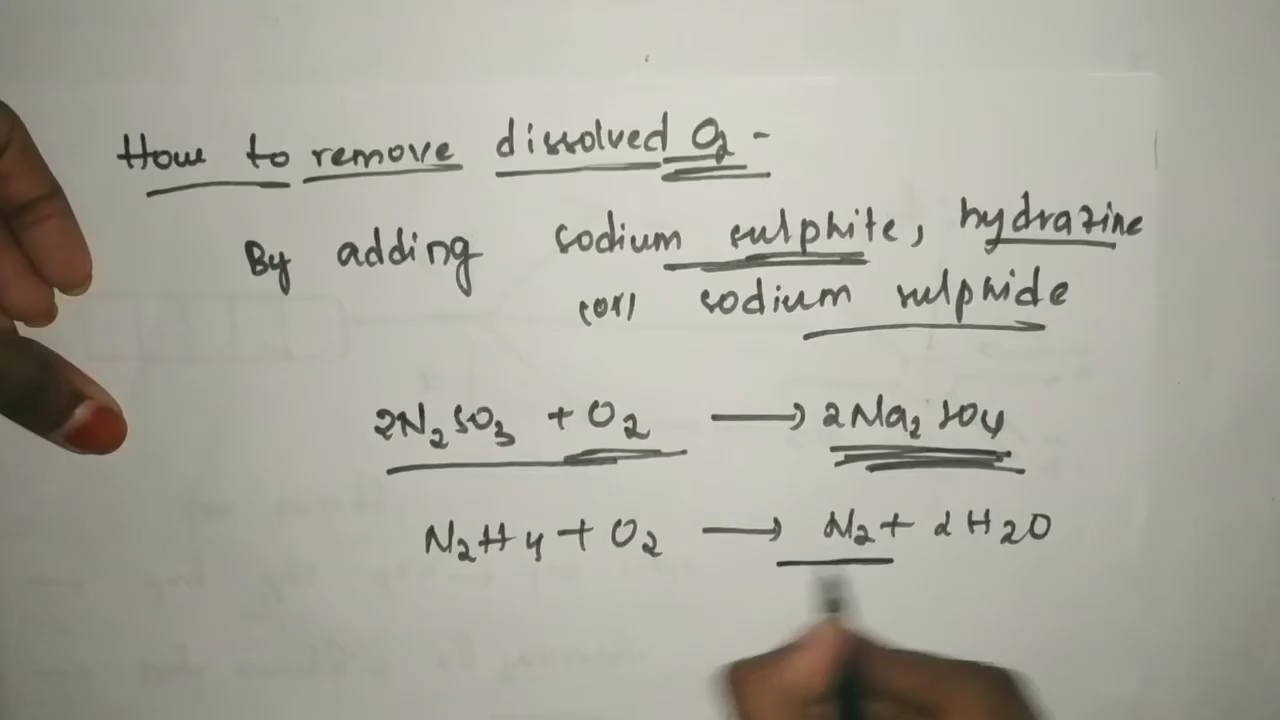 How to remove dissolved O2 -
By adding sodium sulphite, hydrazine
(or) sodium sulphide
2N2SO3 + O2 → 2Na2SO4
N2H4 + O2 → N2 + 2H2O